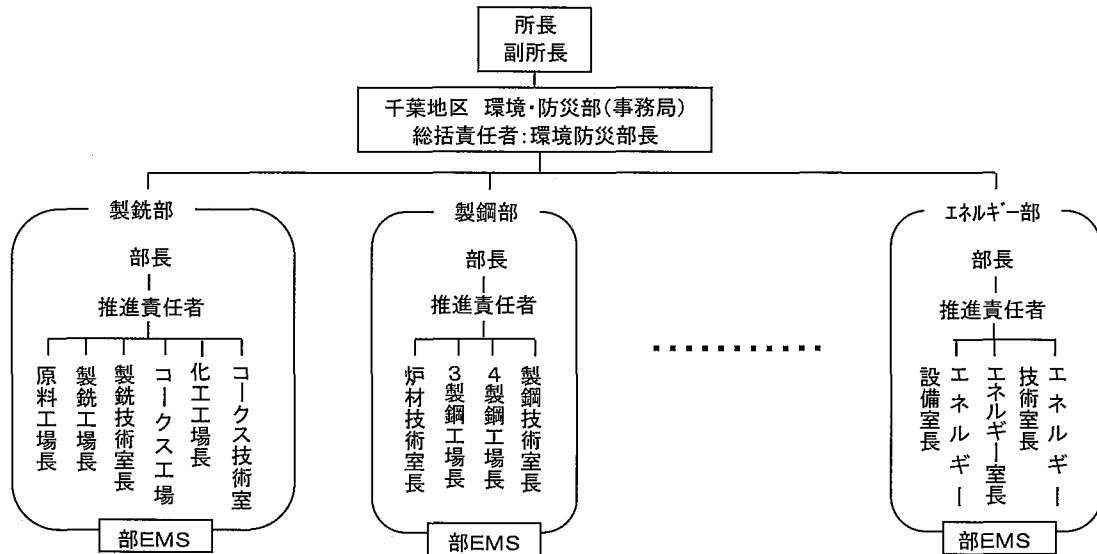 所長
副所長
千葉地区 環境・防災部(事務局)
総括責任者:環境防災部長
製銑部
部長
推進責任者
原料工場長
製銑工場長
製銑技術室長
コークス工場
化工工場長
コークス技術室
部EMS
製鋼部
部長
推進責任者
炉材技術室長
3製鋼工場長
4製鋼工場長
製鋼技術室長
部EMS
............
エネルギー部
部長
推進責任者
エネルギー
設備室長
エネルギー室長
エネルギー
技術室長
部EMS